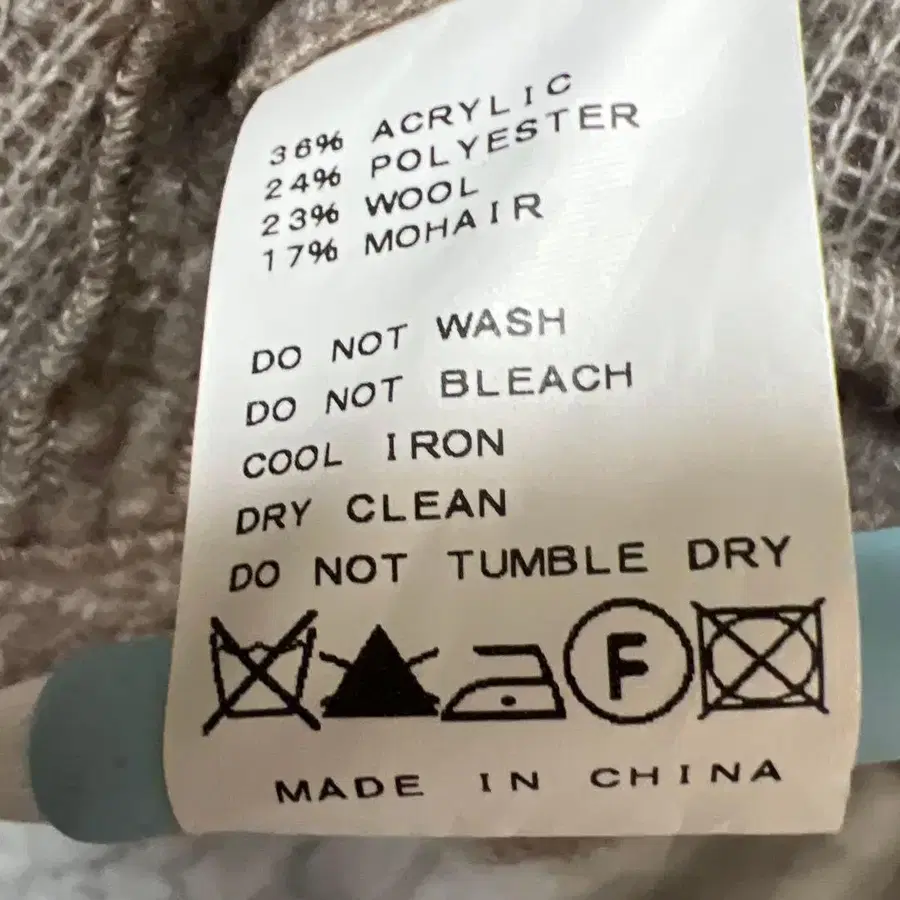 36% ACRYLIC
24% POLYESTER
23% WOOL
17% MOHAIR
DO NOT WASH
DO NOT BLEACH
COOL IRON
DRY CLEAN
DO NOT TUMBLE DRY
F
MADE IN CHINA